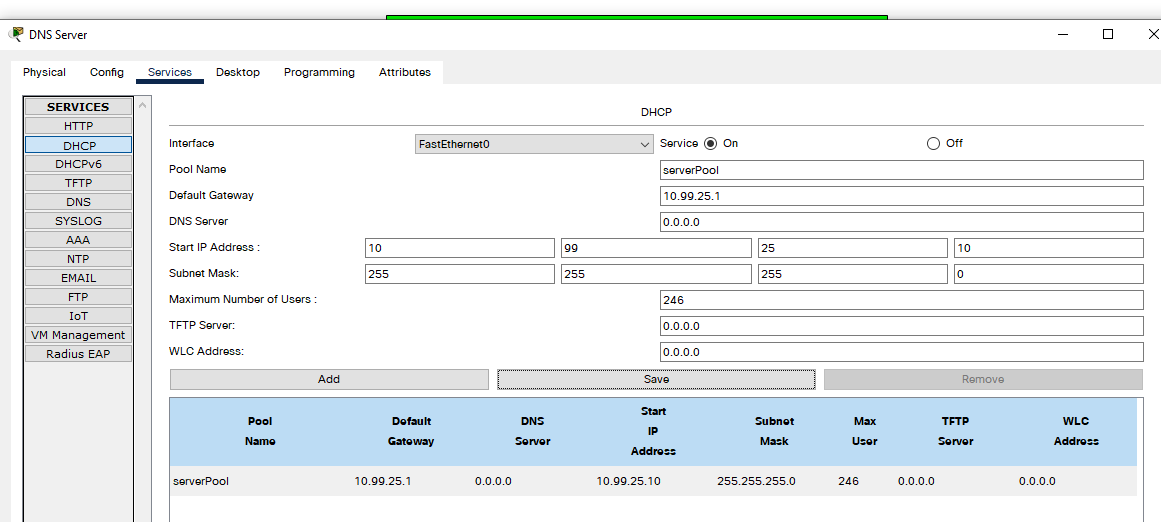 DNS Server
Physical Config Services Desktop Programming Attributes
SERVICES
HTTP
DHCP
DHCPv6
TFTP
DNS
SYSLOG
AAA
NTP
EMAIL
FTP
IoT
VM Management
Radius EAP
DHCP
Interface FastEthernet0 Service On Off
Pool Name serverPool
Default Gateway 10.99.25.1
DNS Server 0.0.0.0
Start IP Address : 10 99 25 10
Subnet Mask: 255 255 255 0
Maximum Number of Users : 246
TFTP Server: 0.0.0.0
WLC Address: 0.0.0.0
Add Save Remove
Pool Name Default Gateway DNS Server Start IP Address Subnet Mask Max User TFTP Server WLC Address
serverPool 10.99.25.1 0.0.0.0 10.99.25.10 255.255.255.0 246 0.0.0.0 0.0.0.0